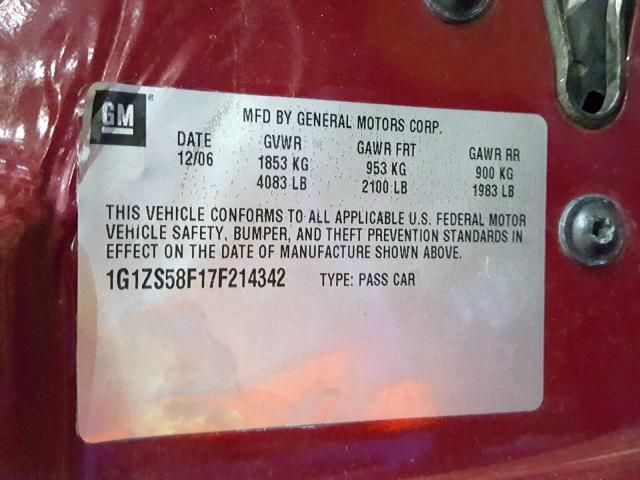 GM ®
MFD BY GENERAL MOTORS CORP.
DATE GVWR GAWR FRT GAWR RR
12/06 1853 KG 953 KG 900 KG
4083 LB 2100 LB 1983 LB
THIS VEHICLE CONFORMS TO ALL APPLICABLE U.S. FEDERAL MOTOR
VEHICLE SAFETY, BUMPER, AND THEFT PREVENTION STANDARDS IN
EFFECT ON THE DATE OF MANUFACTURE SHOWN ABOVE.
1G1ZS58F17F214342 TYPE: PASS CAR